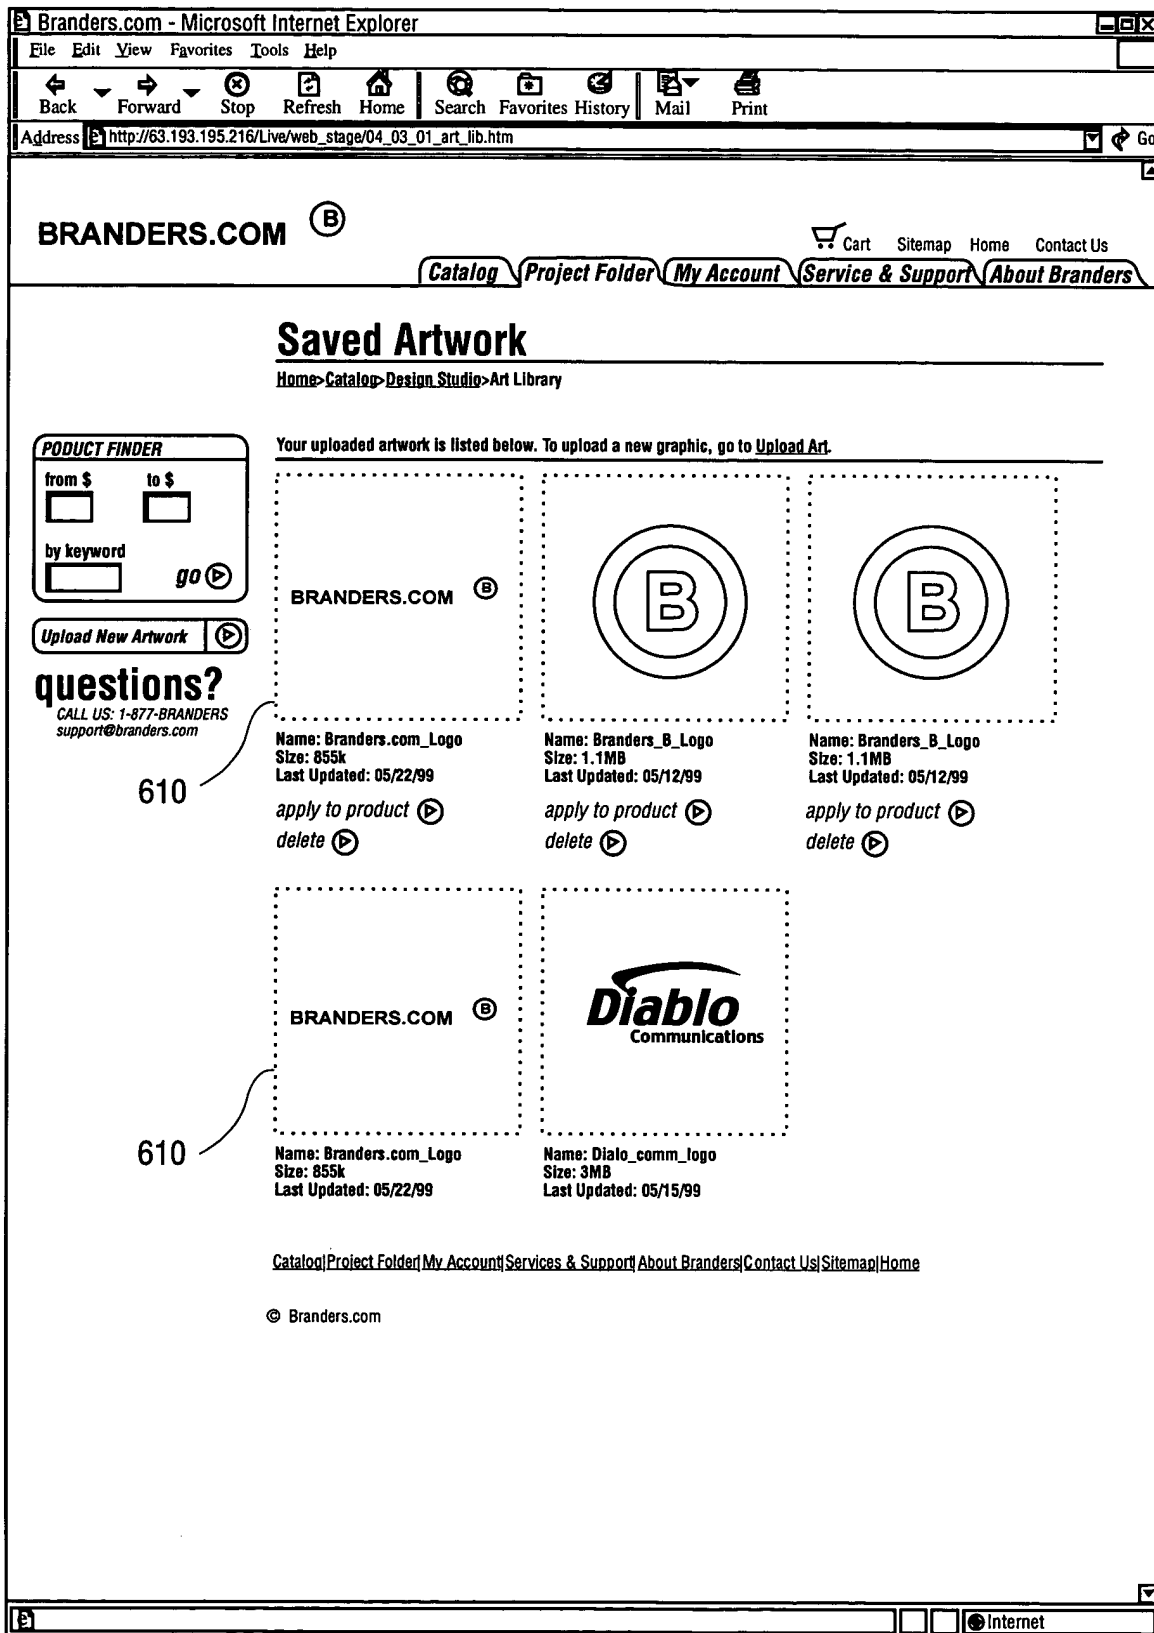 Branders.com - Microsoft Internet Explorer
File Edit View Favorites Tools Help
Back Forward Stop Refresh Home Search Favorites History Mail Print
Address http://63.193.195.216/Live/web_stage/04_03_01_art_lib.htm Go
BRANDERS.COM B
Cart Sitemap Home Contact Us
Catalog Project Folder My Account Service & Support About Branders
Saved Artwork
Home>Catalog>Design Studio>Art Library
PODUCT FINDER
from $ to $
by keyword
go
Upload New Artwork
questions?
CALL US: 1-877-BRANDERS
support@branders.com
Your uploaded artwork is listed below. To upload a new graphic, go to Upload Art.
BRANDERS.COM B
B
B
610
Name: Branders.com_Logo
Size: 855k
Last Updated: 05/22/99
apply to product
delete
Name: Branders_B_Logo
Size: 1.1MB
Last Updated: 05/12/99
apply to product
delete
Name: Branders_B_Logo
Size: 1.1MB
Last Updated: 05/12/99
apply to product
delete
BRANDERS.COM B
Diablo
Communications
610
Name: Branders.com_Logo
Size: 855k
Last Updated: 05/22/99
Name: Dialo_comm_logo
Size: 3MB
Last Updated: 05/15/99
Catalog|Project Folder|My Account|Services & Support|About Branders|Contact Us|Sitemap|Home
© Branders.com
Internet